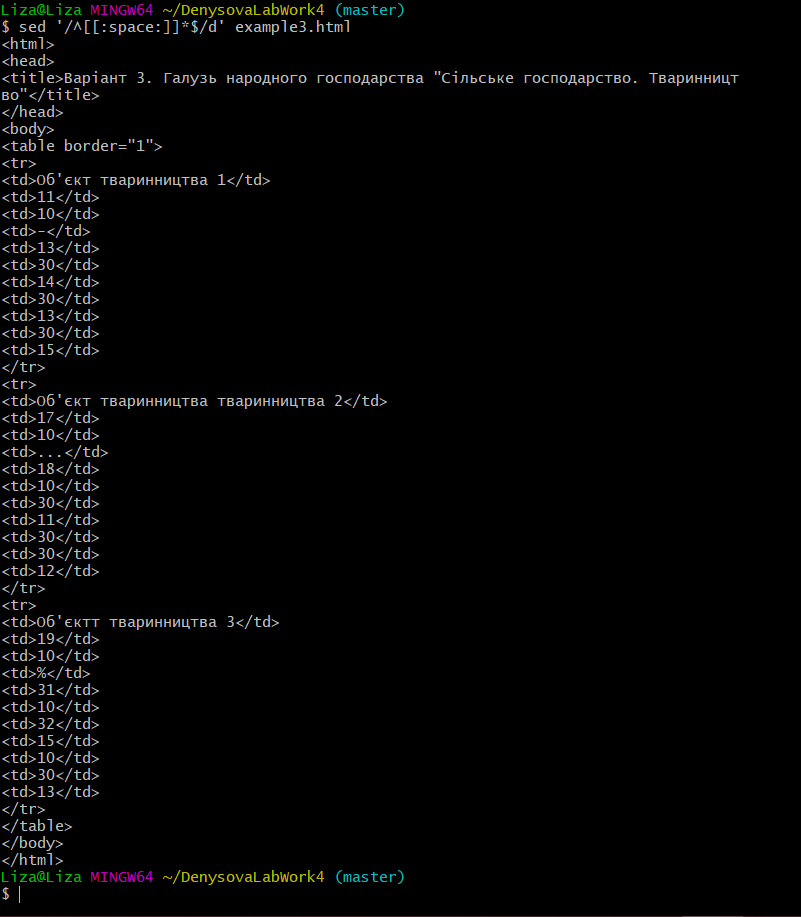 Liza@Liza MINGW64 ~/DenysovaLabWork4 (master)
$ sed '/^[[:space:]]*$/d' example3.html
<html>
<head>
<title>Варіант 3. Галузь народного господарства "Сільське господарство. Тваринницт
во"</title>
</head>
<body>
<table border="1">
<tr>
<td>Об'єкт тваринництва 1</td>
<td>11</td>
<td>10</td>
<td>-</td>
<td>13</td>
<td>30</td>
<td>14</td>
<td>30</td>
<td>13</td>
<td>30</td>
<td>15</td>
</tr>
<tr>
<td>Об'єкт тваринництва тваринництва 2</td>
<td>17</td>
<td>10</td>
<td>...</td>
<td>18</td>
<td>10</td>
<td>30</td>
<td>11</td>
<td>30</td>
<td>30</td>
<td>12</td>
</tr>
<tr>
<td>Об'єктт тваринництва 3</td>
<td>19</td>
<td>10</td>
<td>%</td>
<td>31</td>
<td>10</td>
<td>32</td>
<td>15</td>
<td>10</td>
<td>30</td>
<td>13</td>
</tr>
</table>
</body>
</html>
Liza@Liza MINGW64 ~/DenysovaLabWork4 (master)
$